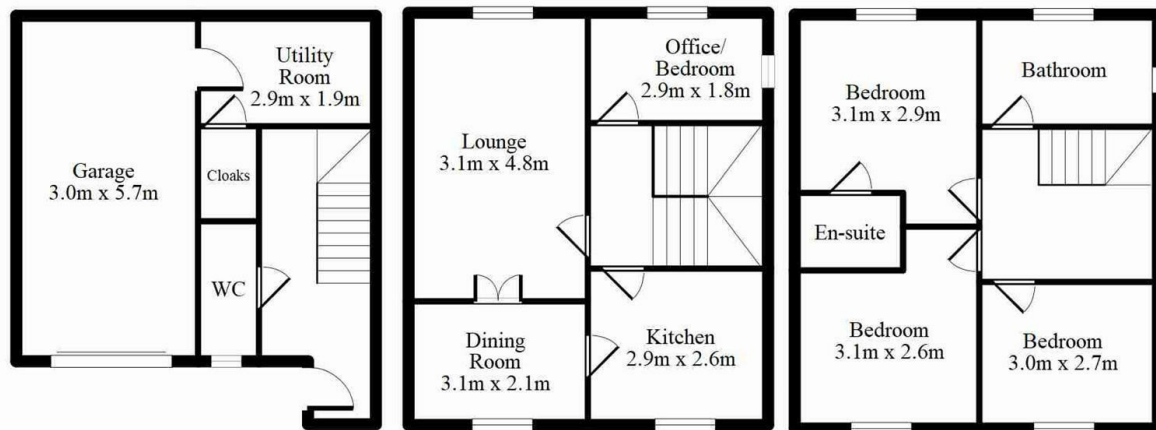 Garage
3.0m x 5.7m
Utility
Room
2.9m x 1.9m
Cloaks
WC
Lounge
3.1m x 4.8m
Office/
Bedroom
2.9m x 1.8m
Dining
Room
3.1m x 2.1m
Kitchen
2.9m x 2.6m
Bedroom
3.1m x 2.9m
Bathroom
En-suite
Bedroom
3.1m x 2.6m
Bedroom
3.0m x 2.7m